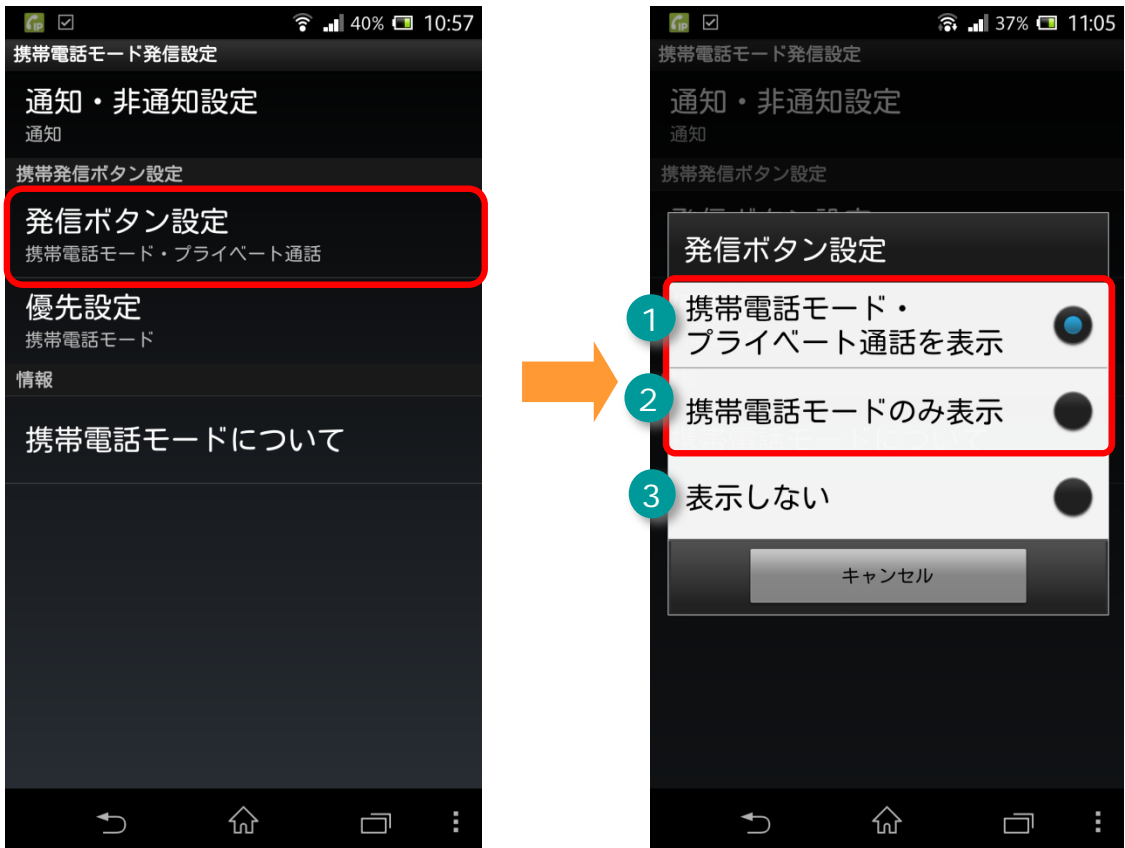 40% 10:57
携帯電話モード発信設定
通知・非通知設定
通知
携帯発信ボタン設定
発信ボタン設定
携帯電話モード・プライベート通話
優先設定
携帯電話モード
情報
携帯電話モードについて
37% 11:05
携帯電話モード発信設定
通知・非通知設定
通知
携帯発信ボタン設定
発信ボタン設定
1 携帯電話モード・
プライベート通話を表示
2 携帯電話モードのみ表示
3 表示しない
キャンセル